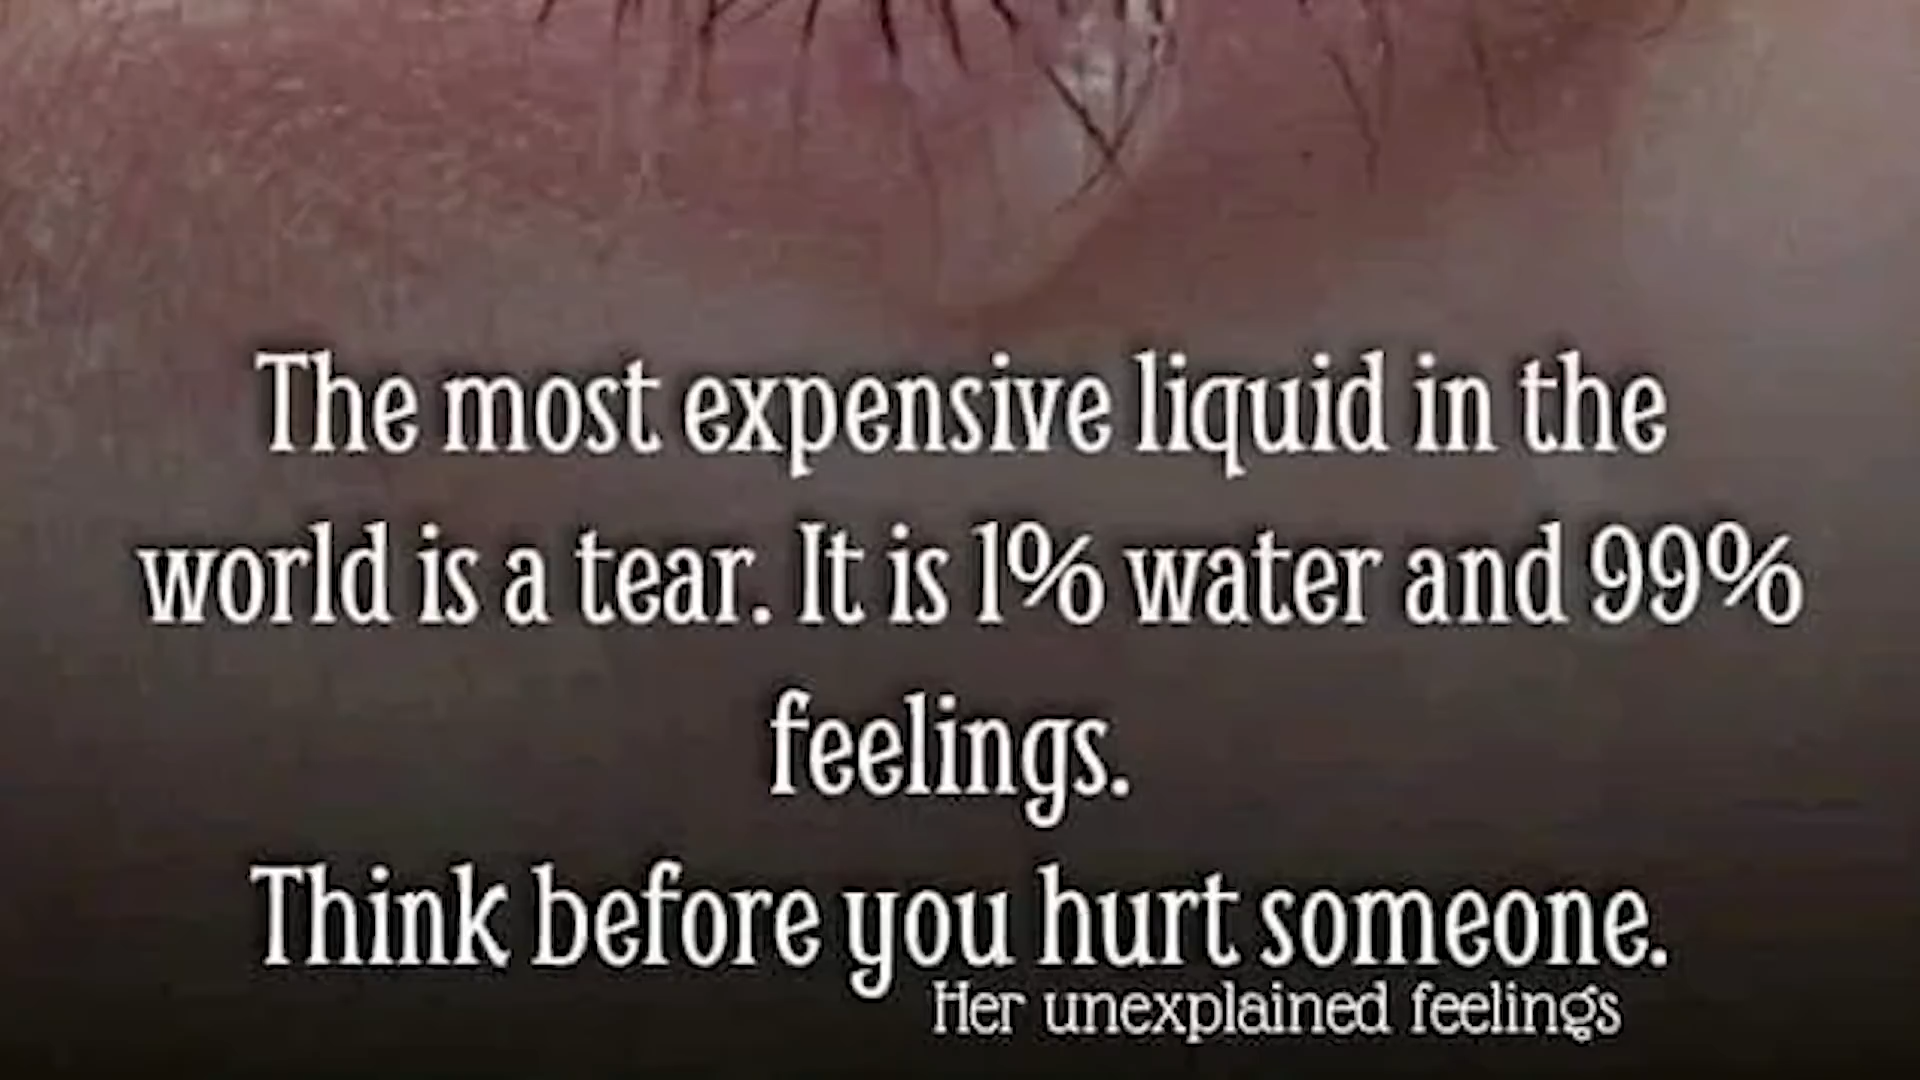 The most expensive liquid in the
world is a tear. It is 1% water and 99%
feelings.
Think before you hurt someone.
Her unexplained feelings